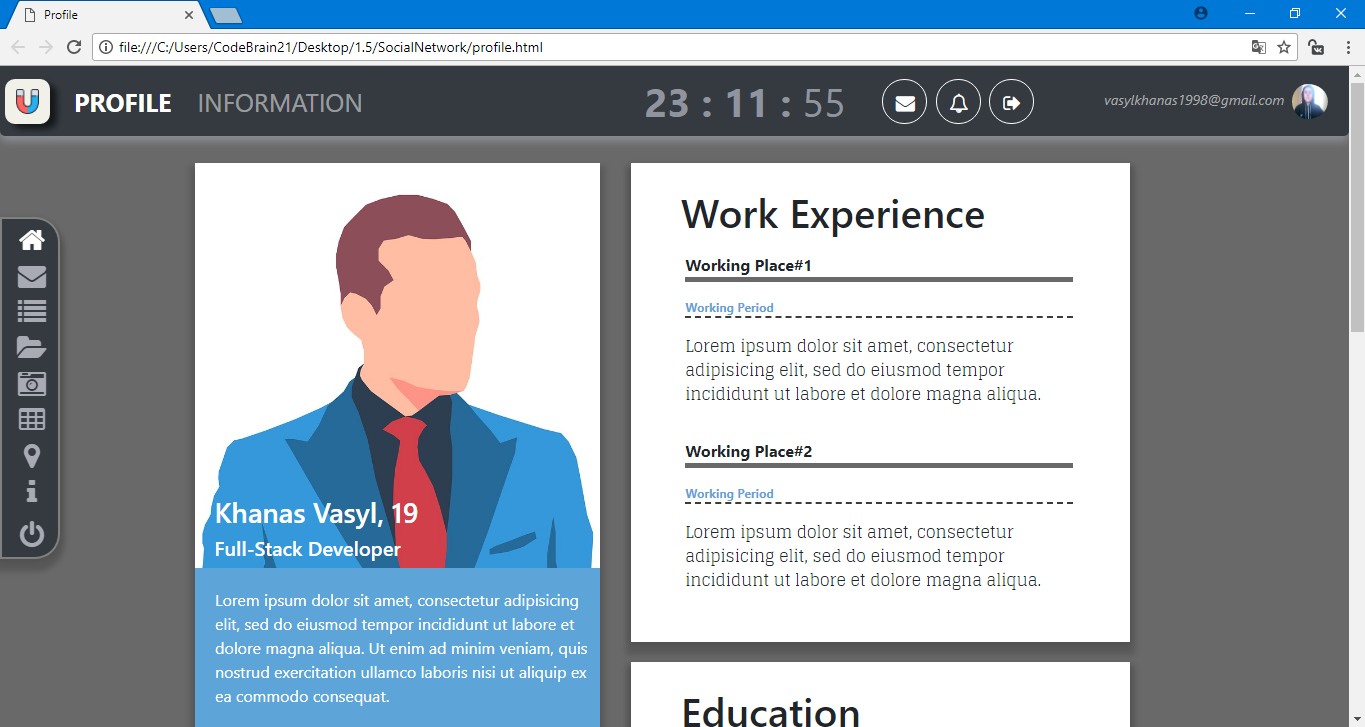 Profile
file:///C:/Users/CodeBrain21/Desktop/1.5/SocialNetwork/profile.html
PROFILE INFORMATION
23 : 11 : 55
vasylkhanas1998@gmail.com
Khanas Vasyl, 19
Full-Stack Developer
Lorem ipsum dolor sit amet, consectetur adipisicing
elit, sed do eiusmod tempor incididunt ut labore et
dolore magna aliqua. Ut enim ad minim veniam, quis
nostrud exercitation ullamco laboris nisi ut aliquip ex
ea commodo consequat.
Work Experience
Working Place#1
Working Period
Lorem ipsum dolor sit amet, consectetur
adipisicing elit, sed do eiusmod tempor
incididunt ut labore et dolore magna aliqua.
Working Place#2
Working Period
Lorem ipsum dolor sit amet, consectetur
adipisicing elit, sed do eiusmod tempor
incididunt ut labore et dolore magna aliqua.
Education